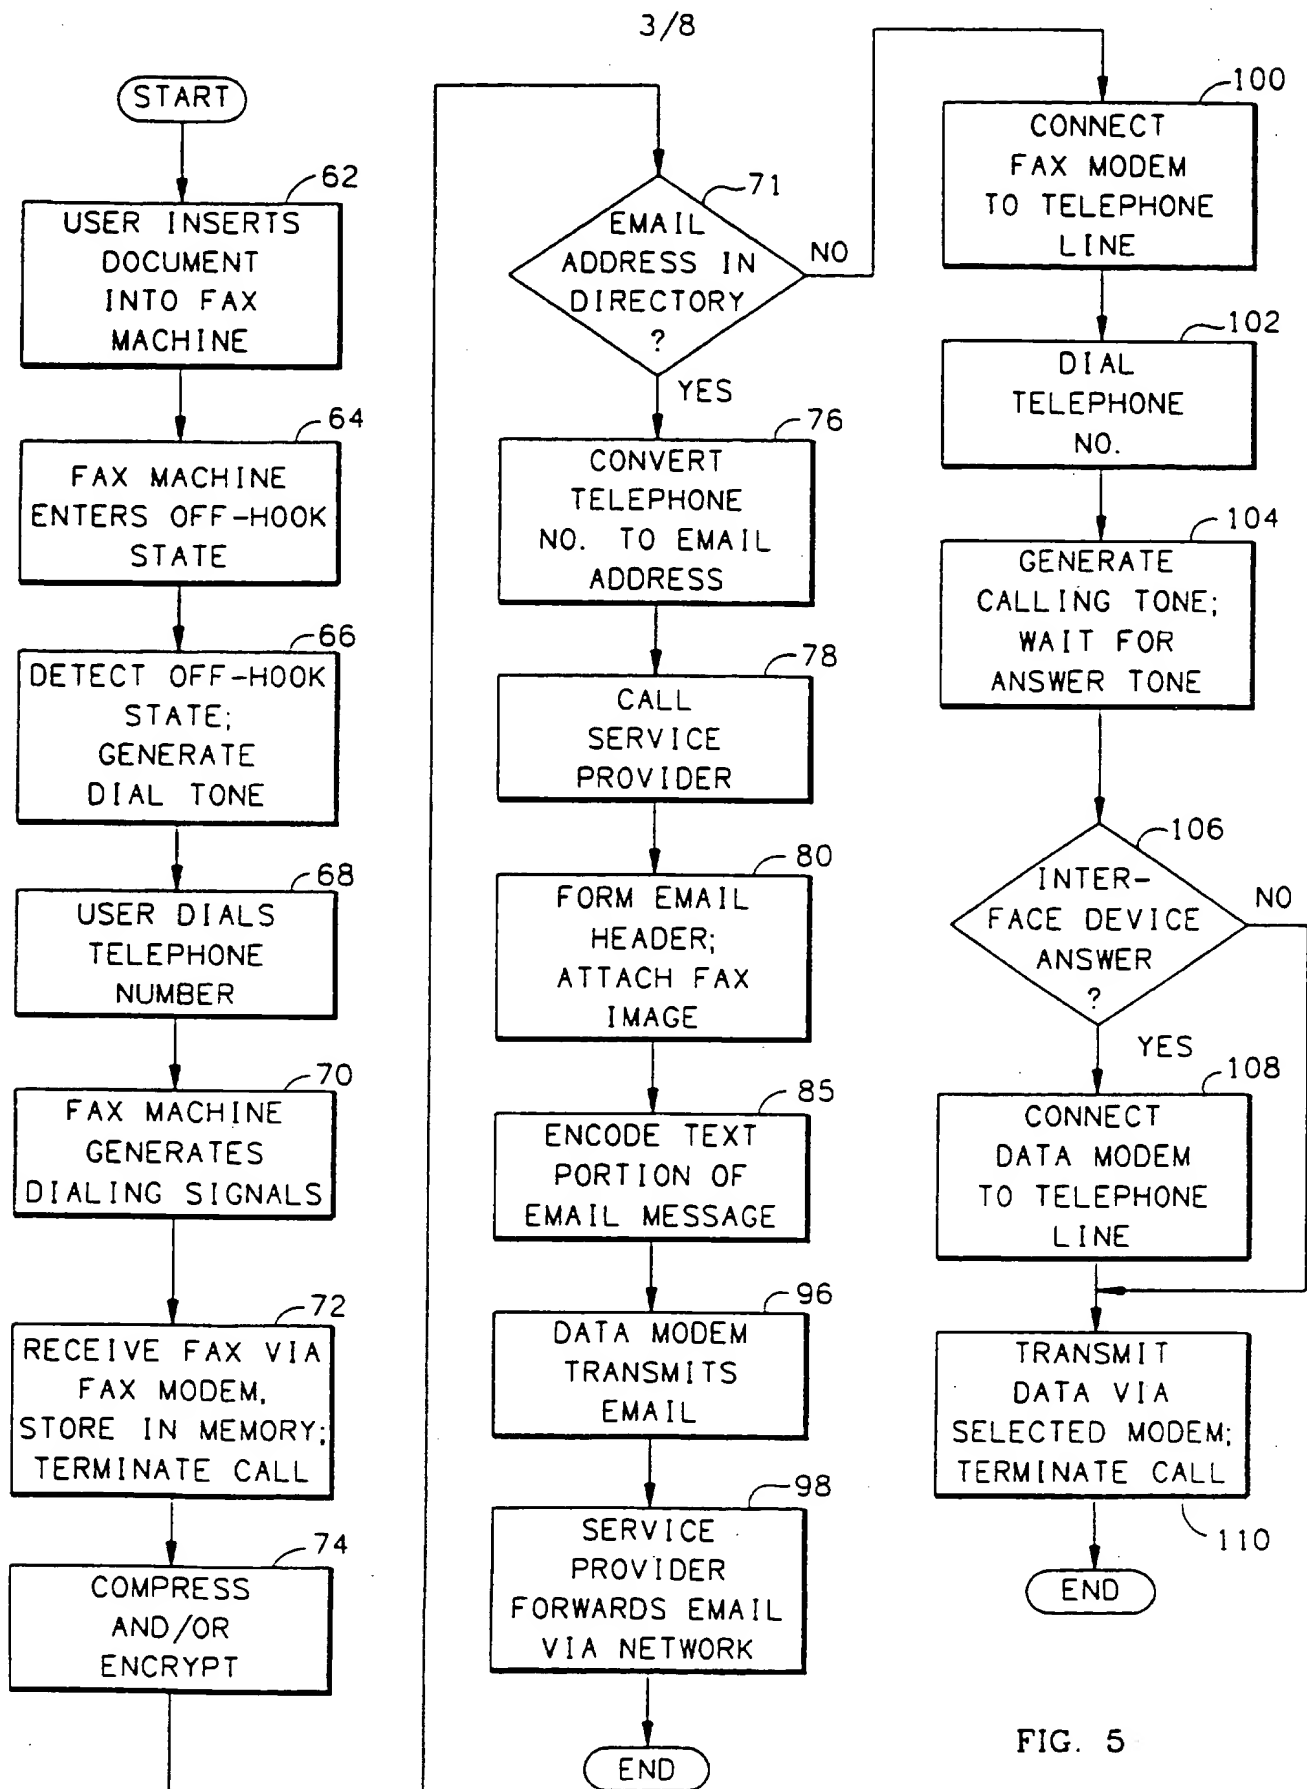 3/8
START
62
USER INSERTS
DOCUMENT
INTO FAX
MACHINE
64
FAX MACHINE
ENTERS OFF-HOOK
STATE
66
DETECT OFF-HOOK
STATE;
GENERATE
DIAL TONE
68
USER DIALS
TELEPHONE
NUMBER
70
FAX MACHINE
GENERATES
DIALING SIGNALS
72
RECEIVE FAX VIA
FAX MODEM,
STORE IN MEMORY;
TERMINATE CALL
74
COMPRESS
AND/OR
ENCRYPT
71
EMAIL
ADDRESS IN
DIRECTORY
?
NO
YES
76
CONVERT
TELEPHONE
NO. TO EMAIL
ADDRESS
78
CALL
SERVICE
PROVIDER
80
FORM EMAIL
HEADER;
ATTACH FAX
IMAGE
85
ENCODE TEXT
PORTION OF
EMAIL MESSAGE
96
DATA MODEM
TRANSMITS
EMAIL
98
SERVICE
PROVIDER
FORWARDS EMAIL
VIA NETWORK
END
100
CONNECT
FAX MODEM
TO TELEPHONE
LINE
102
DIAL
TELEPHONE
NO.
104
GENERATE
CALLING TONE;
WAIT FOR
ANSWER TONE
106
INTER-
FACE DEVICE
ANSWER
?
NO
YES
108
CONNECT
DATA MODEM
TO TELEPHONE
LINE
TRANSMIT
DATA VIA
SELECTED MODEM;
TERMINATE CALL
110
END
FIG. 5